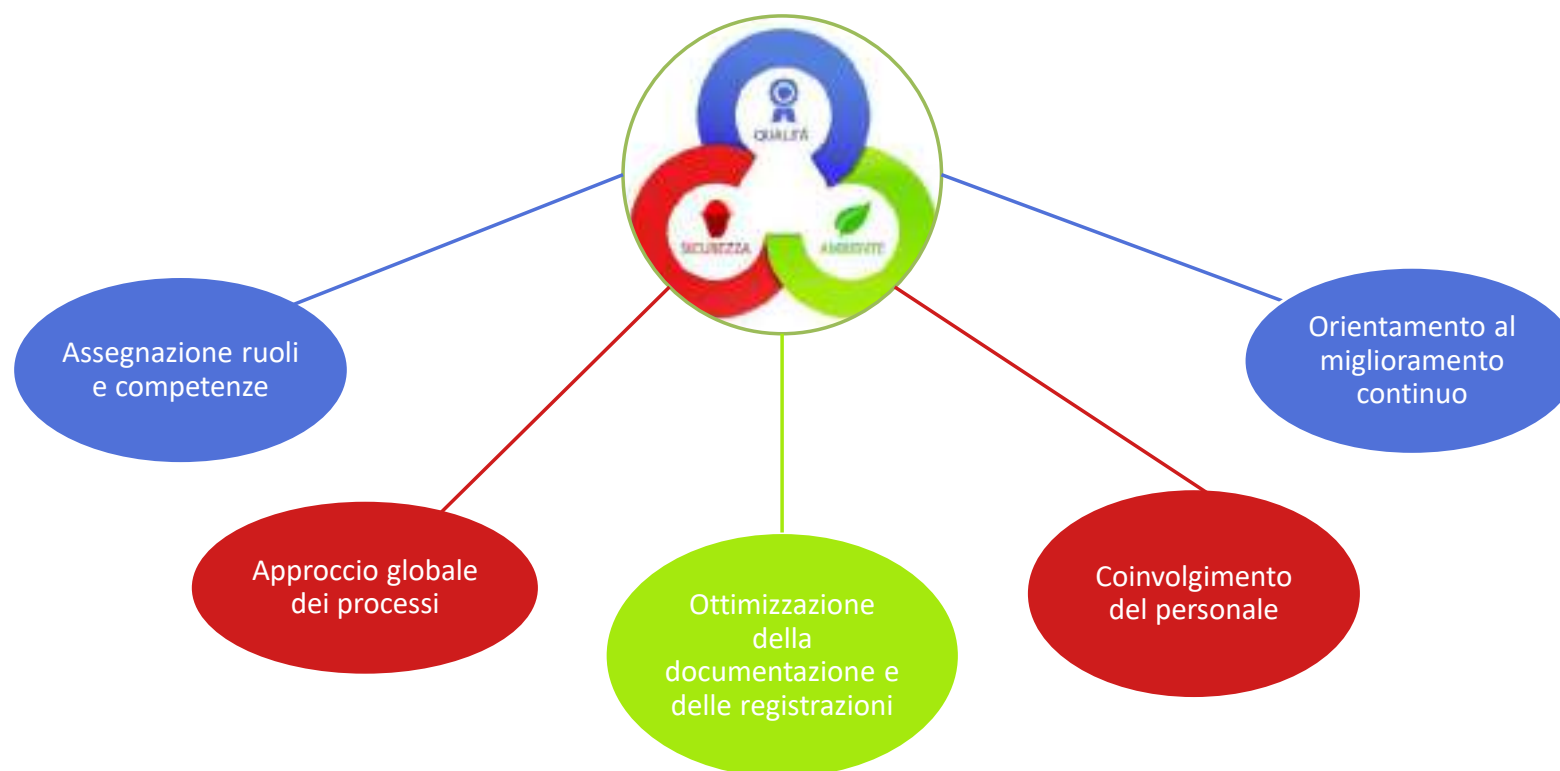 QUALITÀ
SICUREZZA
AMBIENTE
Assegnazione ruoli
e competenze
Orientamento al
miglioramento
continuo
Approccio globale
dei processi
Ottimizzazione
della
documentazione e
delle registrazioni
Coinvolgimento
del personale